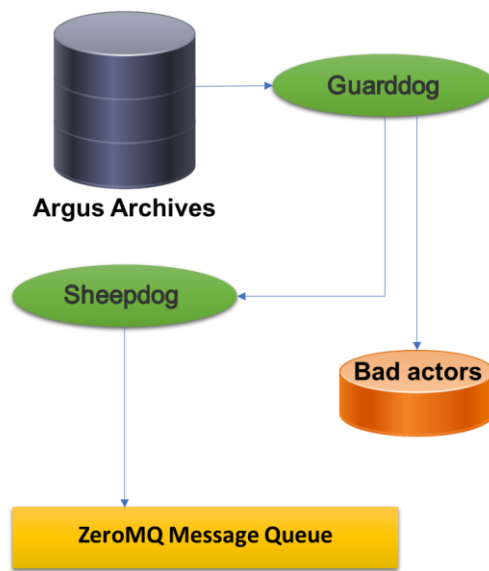 Guarddog
Argus Archives
Sheepdog
Bad actors
ZeroMQ Message Queue